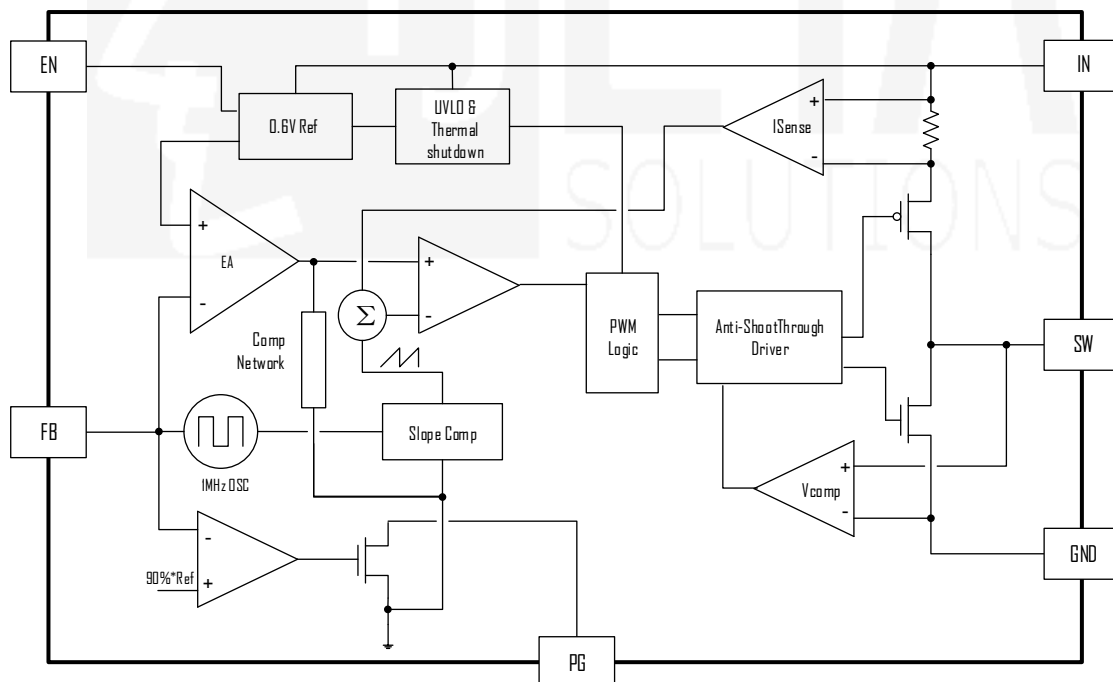 EN
IN
0.6V Ref
UVLO &
Thermal
shutdown
+
ISense
-
SOLUTIONS
+
EA
-
+
-
Σ
Comp
Network
PWM
Logic
Anti-ShootThrough
Driver
SW
FB
1MHz OSC
Slope Comp
+
Vcomp
-
-
90%*Ref
+
GND
PG